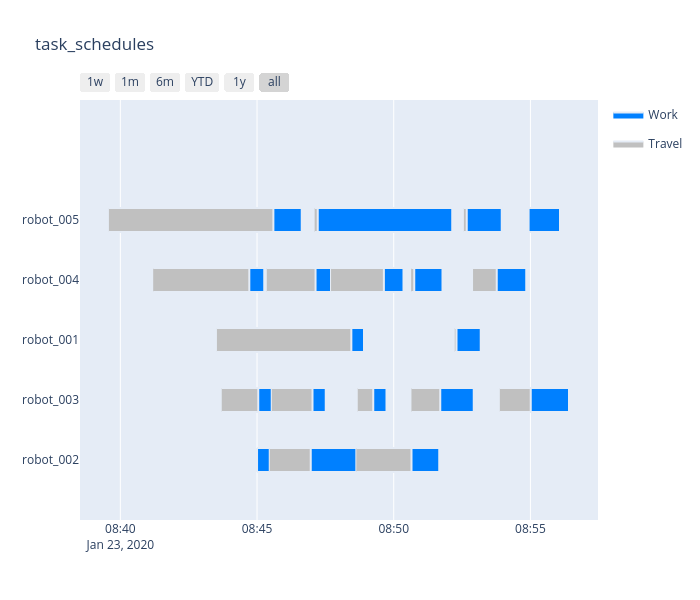 task_schedules
1w 1m 6m YTD 1y all
Work
Travel
robot_005
robot_004
robot_001
robot_003
robot_002
08:40 08:45 08:50 08:55
Jan 23, 2020